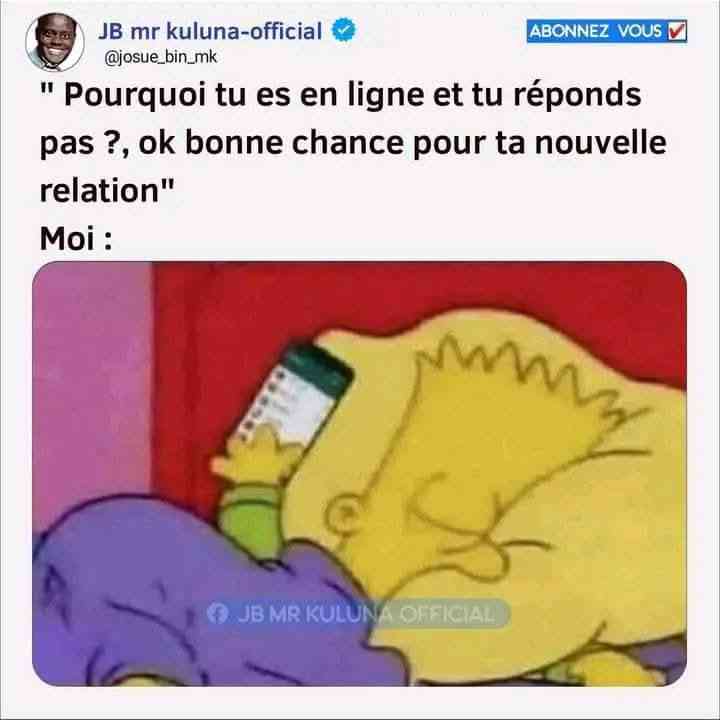 JB mr kuluna-official
ABONNEZ VOUS
@josue_bin_mk
" Pourquoi tu es en ligne et tu réponds
pas ?, ok bonne chance pour ta nouvelle
relation"
Moi :
JB MR KULUNA OFFICIAL